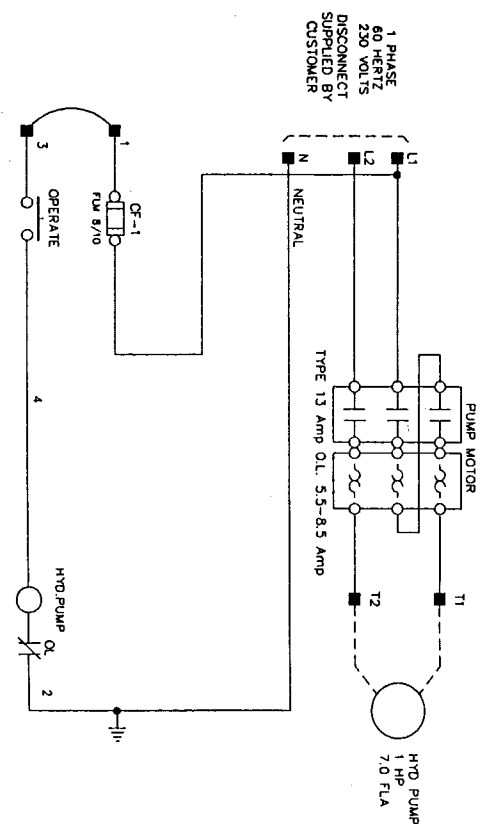 1 PHASE
60 HERTZ
230 VOLTS
DISCONNECT
SUPPLIED BY
CUSTOMER
L1
L2
N
NEUTRAL
PUMP MOTOR
TYPE 13 Amp O.L. 5.5-8.5 Amp
T1
T2
HYD PUMP
1 HP
7.0 FLA
1
CF-1
FLM 8/10
3
OPERATE
4
HYD.PUMP
OL
2